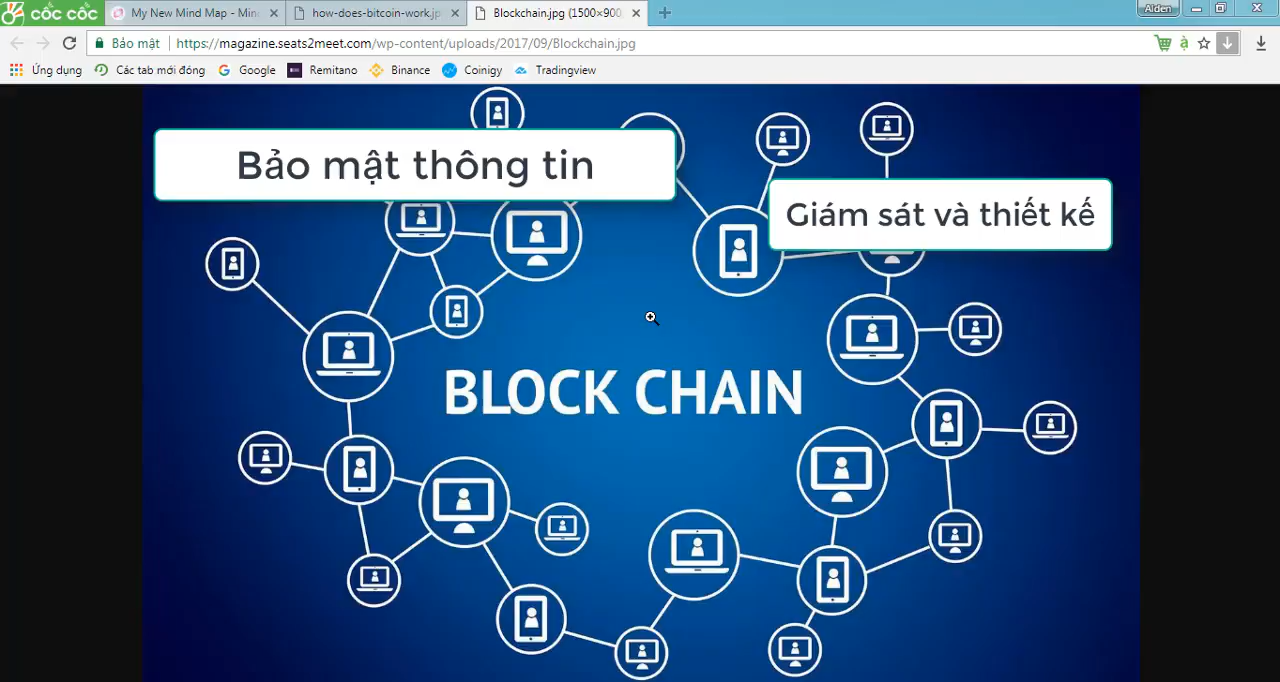 cốc cốc
My New Mind Map - Min
how-does-bitcoin-work.jp
Blockchain.jpg (1500×900
Alden
Bảo mật
https://magazine.seats2meet.com/wp-content/uploads/2017/09/Blockchain.jpg
à
Ứng dụng
Các tab mới đóng
Google
Remitano
Binance
Coinigy
Tradingview
Bảo mật thông tin
Giám sát và thiết kế
BLOCK CHAIN